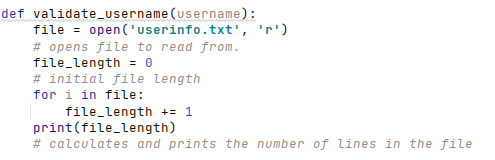 def validate_username(username):
    file = open('userinfo.txt', 'r')
    # opens file to read from.
    file_length = 0
    # initial file length
    for i in file:
        file_length += 1
    print(file_length)
    # calculates and prints the number of lines in the file